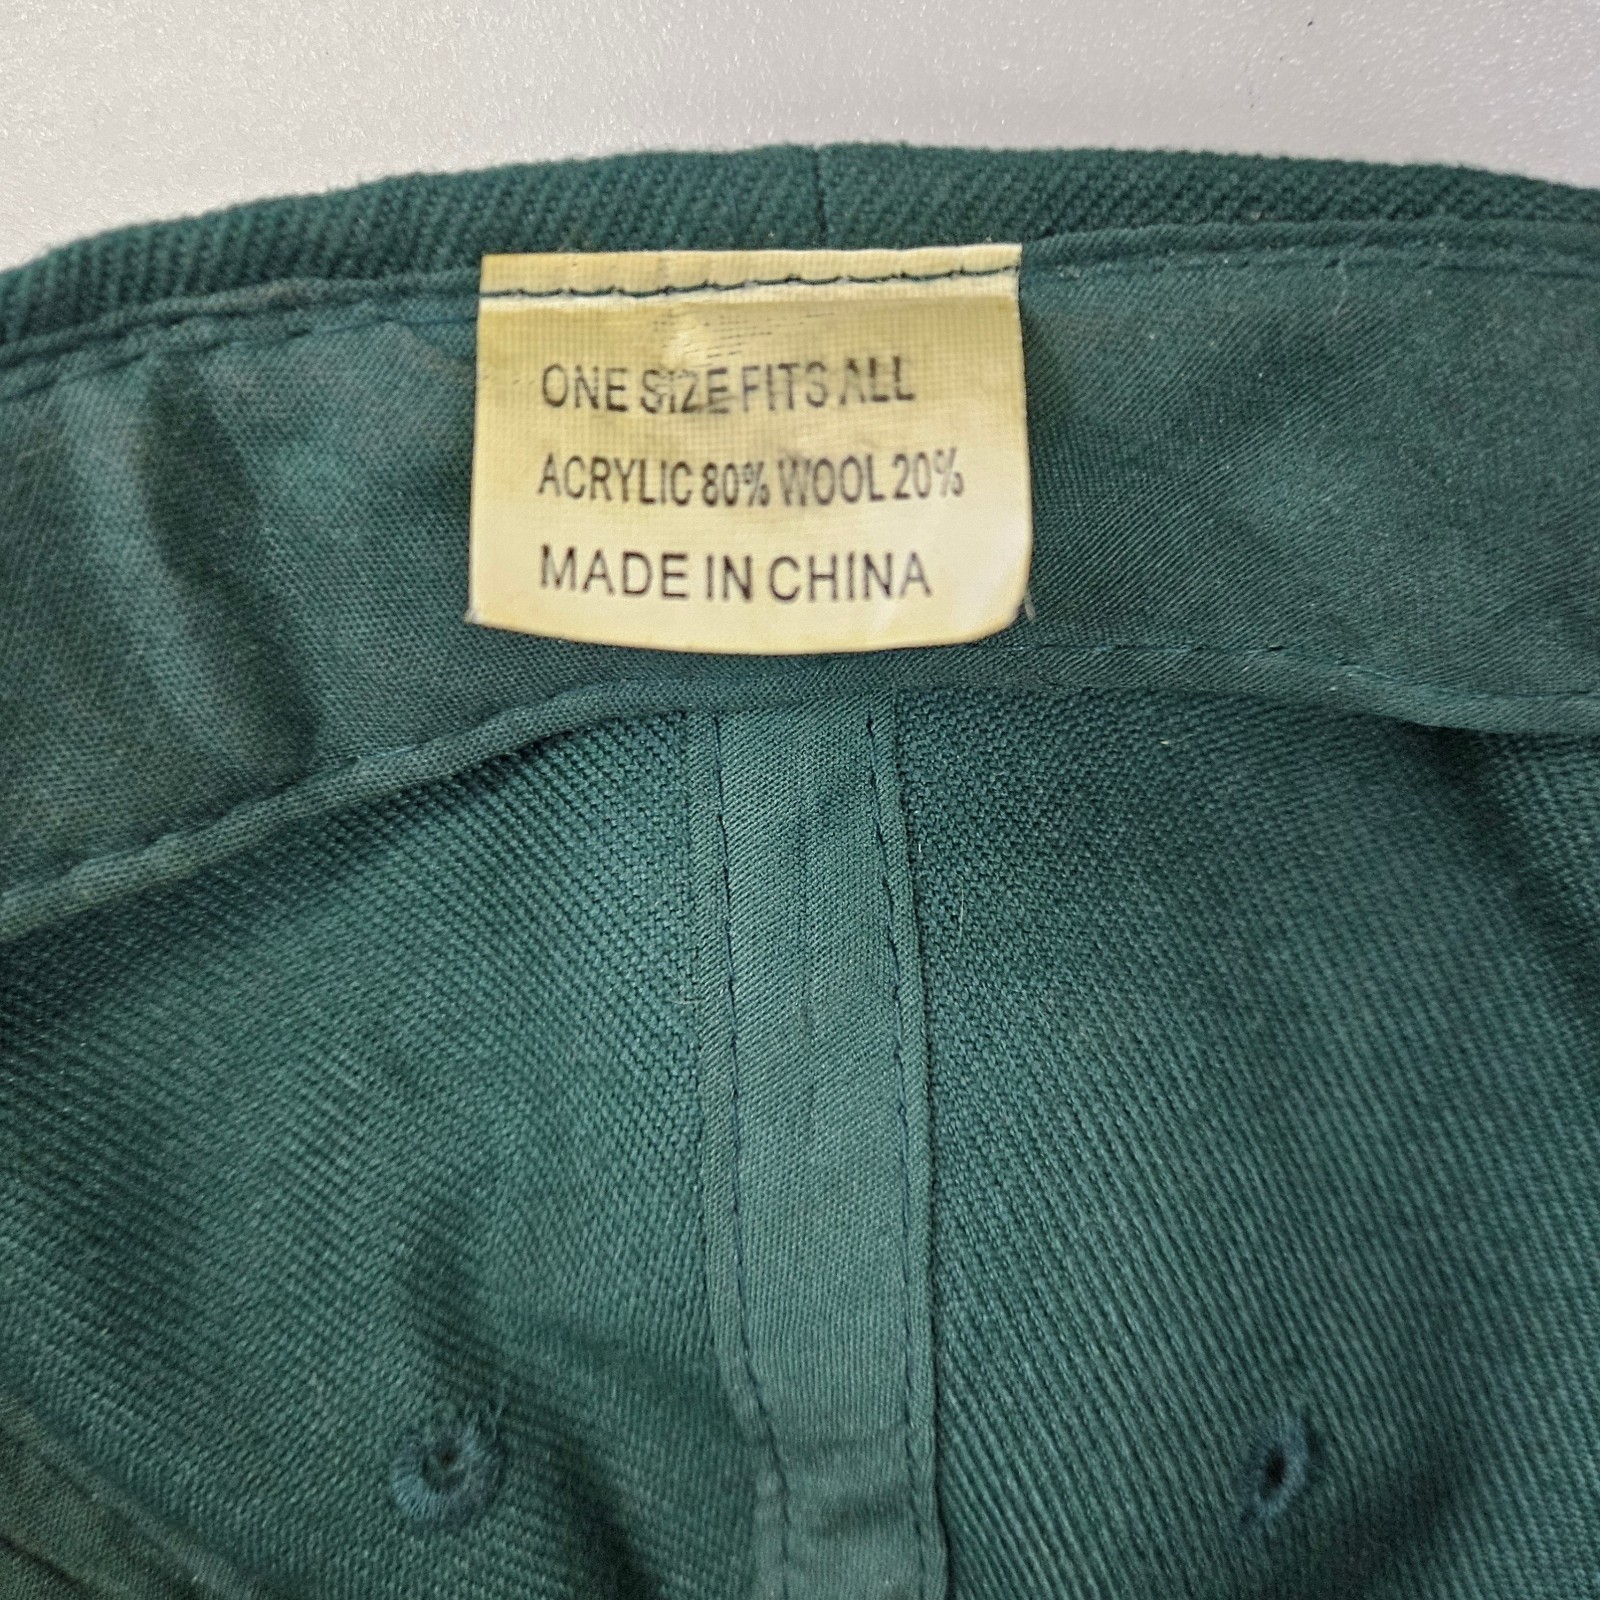 ONE SIZE FITS ALL
ACRYLIC 80% WOOL 20%
MADE IN CHINA